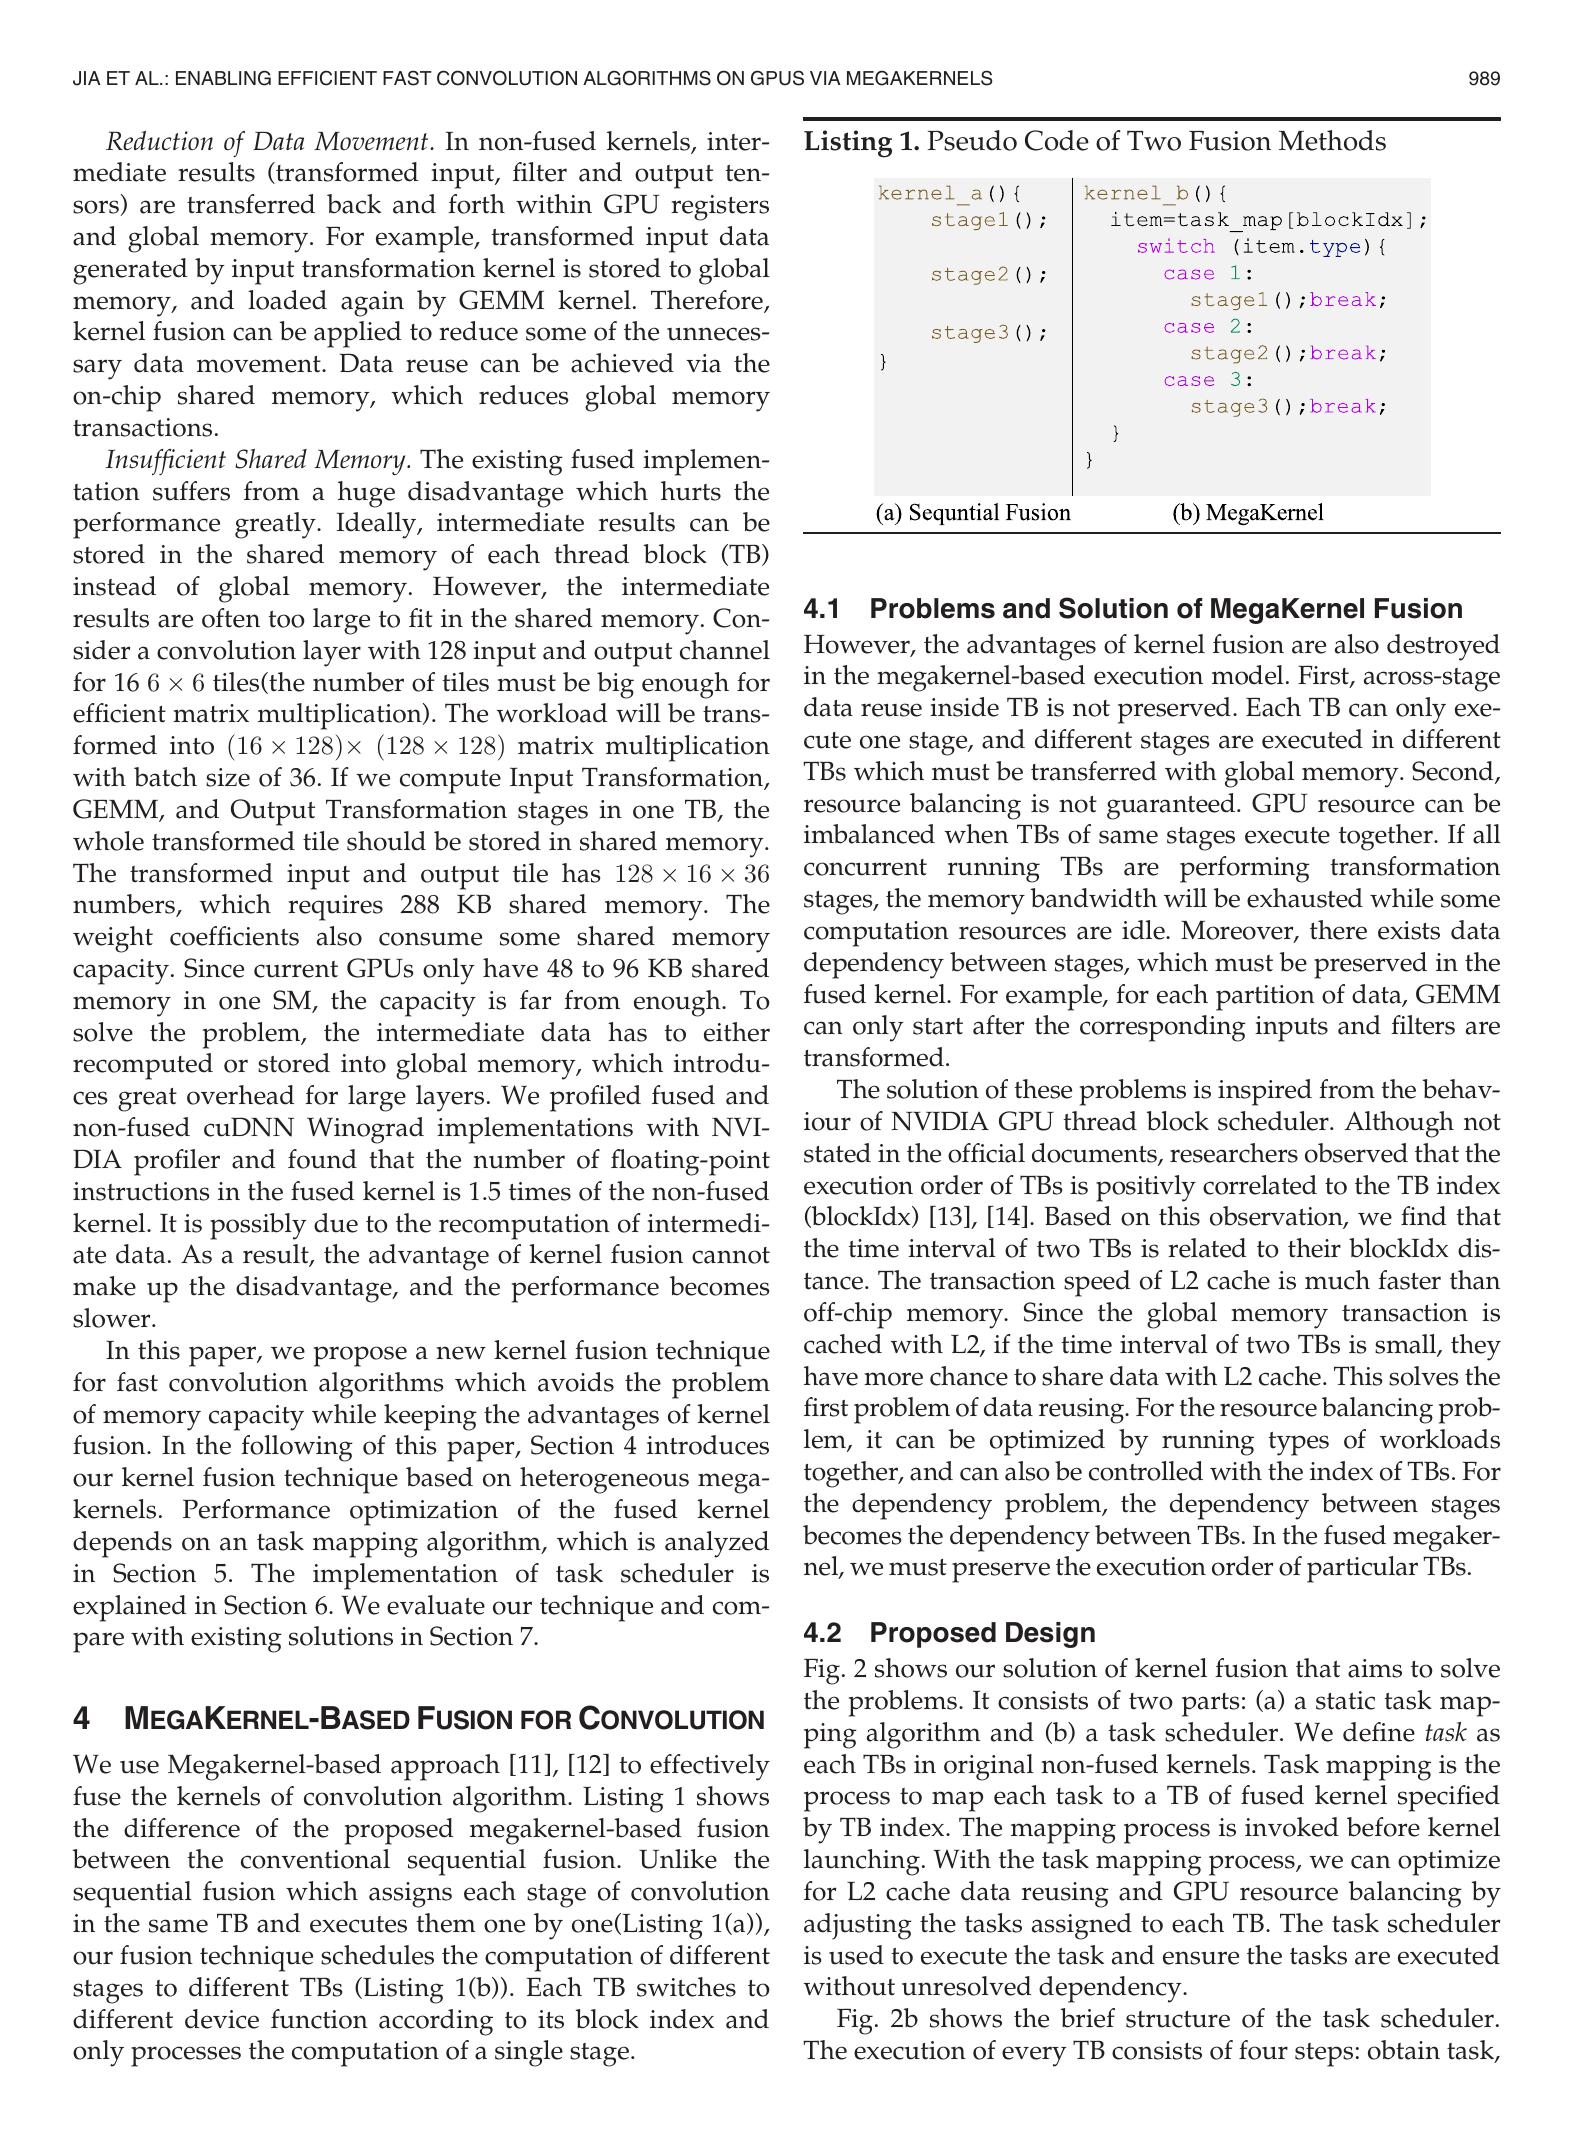 JIA ET AL.: ENABLING EFFICIENT FAST CONVOLUTION ALGORITHMS ON GPUS VIA MEGAKERNELS 989
Reduction of Data Movement. In non-fused kernels, inter-
mediate results (transformed input, filter and output ten-
sors) are transferred back and forth within GPU registers
and global memory. For example, transformed input data
generated by input transformation kernel is stored to global
memory, and loaded again by GEMM kernel. Therefore,
kernel fusion can be applied to reduce some of the unneces-
sary data movement. Data reuse can be achieved via the
on-chip shared memory, which reduces global memory
transactions.
Insufficient Shared Memory. The existing fused implemen-
tation suffers from a huge disadvantage which hurts the
performance greatly. Ideally, intermediate results can be
stored in the shared memory of each thread block (TB)
instead of global memory. However, the intermediate
results are often too large to fit in the shared memory. Con-
sider a convolution layer with 128 input and output channel
for 16 6 × 6 tiles(the number of tiles must be big enough for
efficient matrix multiplication). The workload will be trans-
formed into (16 × 128)× (128 × 128) matrix multiplication
with batch size of 36. If we compute Input Transformation,
GEMM, and Output Transformation stages in one TB, the
whole transformed tile should be stored in shared memory.
The transformed input and output tile has 128 × 16 × 36
numbers, which requires 288 KB shared memory. The
weight coefficients also consume some shared memory
capacity. Since current GPUs only have 48 to 96 KB shared
memory in one SM, the capacity is far from enough. To
solve the problem, the intermediate data has to either
recomputed or stored into global memory, which introdu-
ces great overhead for large layers. We profiled fused and
non-fused cuDNN Winograd implementations with NVI-
DIA profiler and found that the number of floating-point
instructions in the fused kernel is 1.5 times of the non-fused
kernel. It is possibly due to the recomputation of intermedi-
ate data. As a result, the advantage of kernel fusion cannot
make up the disadvantage, and the performance becomes
slower.
In this paper, we propose a new kernel fusion technique
for fast convolution algorithms which avoids the problem
of memory capacity while keeping the advantages of kernel
fusion. In the following of this paper, Section 4 introduces
our kernel fusion technique based on heterogeneous mega-
kernels. Performance optimization of the fused kernel
depends on an task mapping algorithm, which is analyzed
in Section 5. The implementation of task scheduler is
explained in Section 6. We evaluate our technique and com-
pare with existing solutions in Section 7.
4 MEGAKERNEL-BASED FUSION FOR CONVOLUTION
We use Megakernel-based approach [11], [12] to effectively
fuse the kernels of convolution algorithm. Listing 1 shows
the difference of the proposed megakernel-based fusion
between the conventional sequential fusion. Unlike the
sequential fusion which assigns each stage of convolution
in the same TB and executes them one by one(Listing 1(a)),
our fusion technique schedules the computation of different
stages to different TBs (Listing 1(b)). Each TB switches to
different device function according to its block index and
only processes the computation of a single stage.
Listing 1. Pseudo Code of Two Fusion Methods
kernel_a(){
stage1();
stage2();
stage3();
}
kernel_b(){
item=task_map[blockIdx];
switch (item.type){
case 1:
stage1();break;
case 2:
stage2();break;
case 3:
stage3();break;
}
}
(a) Sequntial Fusion (b) MegaKernel
4.1 Problems and Solution of MegaKernel Fusion
However, the advantages of kernel fusion are also destroyed
in the megakernel-based execution model. First, across-stage
data reuse inside TB is not preserved. Each TB can only exe-
cute one stage, and different stages are executed in different
TBs which must be transferred with global memory. Second,
resource balancing is not guaranteed. GPU resource can be
imbalanced when TBs of same stages execute together. If all
concurrent running TBs are performing transformation
stages, the memory bandwidth will be exhausted while some
computation resources are idle. Moreover, there exists data
dependency between stages, which must be preserved in the
fused kernel. For example, for each partition of data, GEMM
can only start after the corresponding inputs and filters are
transformed.
The solution of these problems is inspired from the behav-
iour of NVIDIA GPU thread block scheduler. Although not
stated in the official documents, researchers observed that the
execution order of TBs is positivly correlated to the TB index
(blockIdx) [13], [14]. Based on this observation, we find that
the time interval of two TBs is related to their blockIdx dis-
tance. The transaction speed of L2 cache is much faster than
off-chip memory. Since the global memory transaction is
cached with L2, if the time interval of two TBs is small, they
have more chance to share data with L2 cache. This solves the
first problem of data reusing. For the resource balancing prob-
lem, it can be optimized by running types of workloads
together, and can also be controlled with the index of TBs. For
the dependency problem, the dependency between stages
becomes the dependency between TBs. In the fused megaker-
nel, we must preserve the execution order of particular TBs.
4.2 Proposed Design
Fig. 2 shows our solution of kernel fusion that aims to solve
the problems. It consists of two parts: (a) a static task map-
ping algorithm and (b) a task scheduler. We define task as
each TBs in original non-fused kernels. Task mapping is the
process to map each task to a TB of fused kernel specified
by TB index. The mapping process is invoked before kernel
launching. With the task mapping process, we can optimize
for L2 cache data reusing and GPU resource balancing by
adjusting the tasks assigned to each TB. The task scheduler
is used to execute the task and ensure the tasks are executed
without unresolved dependency.
Fig. 2b shows the brief structure of the task scheduler.
The execution of every TB consists of four steps: obtain task,